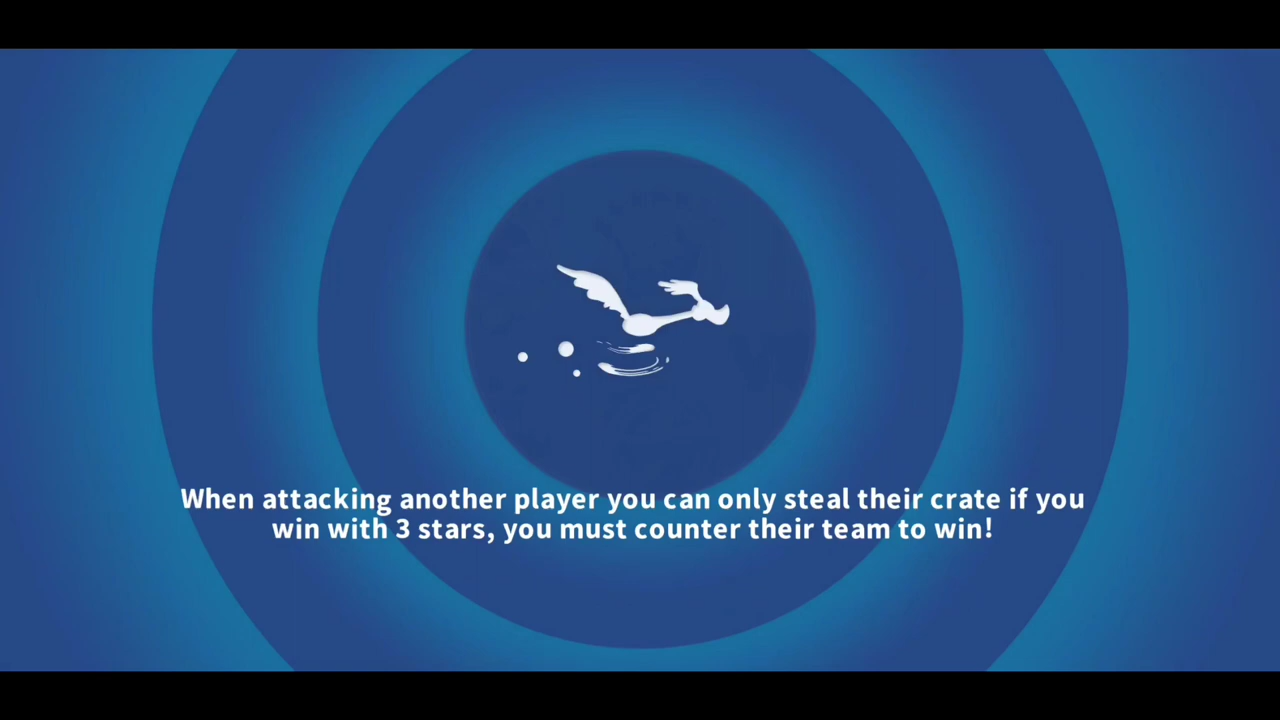 When attacking another player you can only steal their crate if you
win with 3 stars, you must counter their team to win!